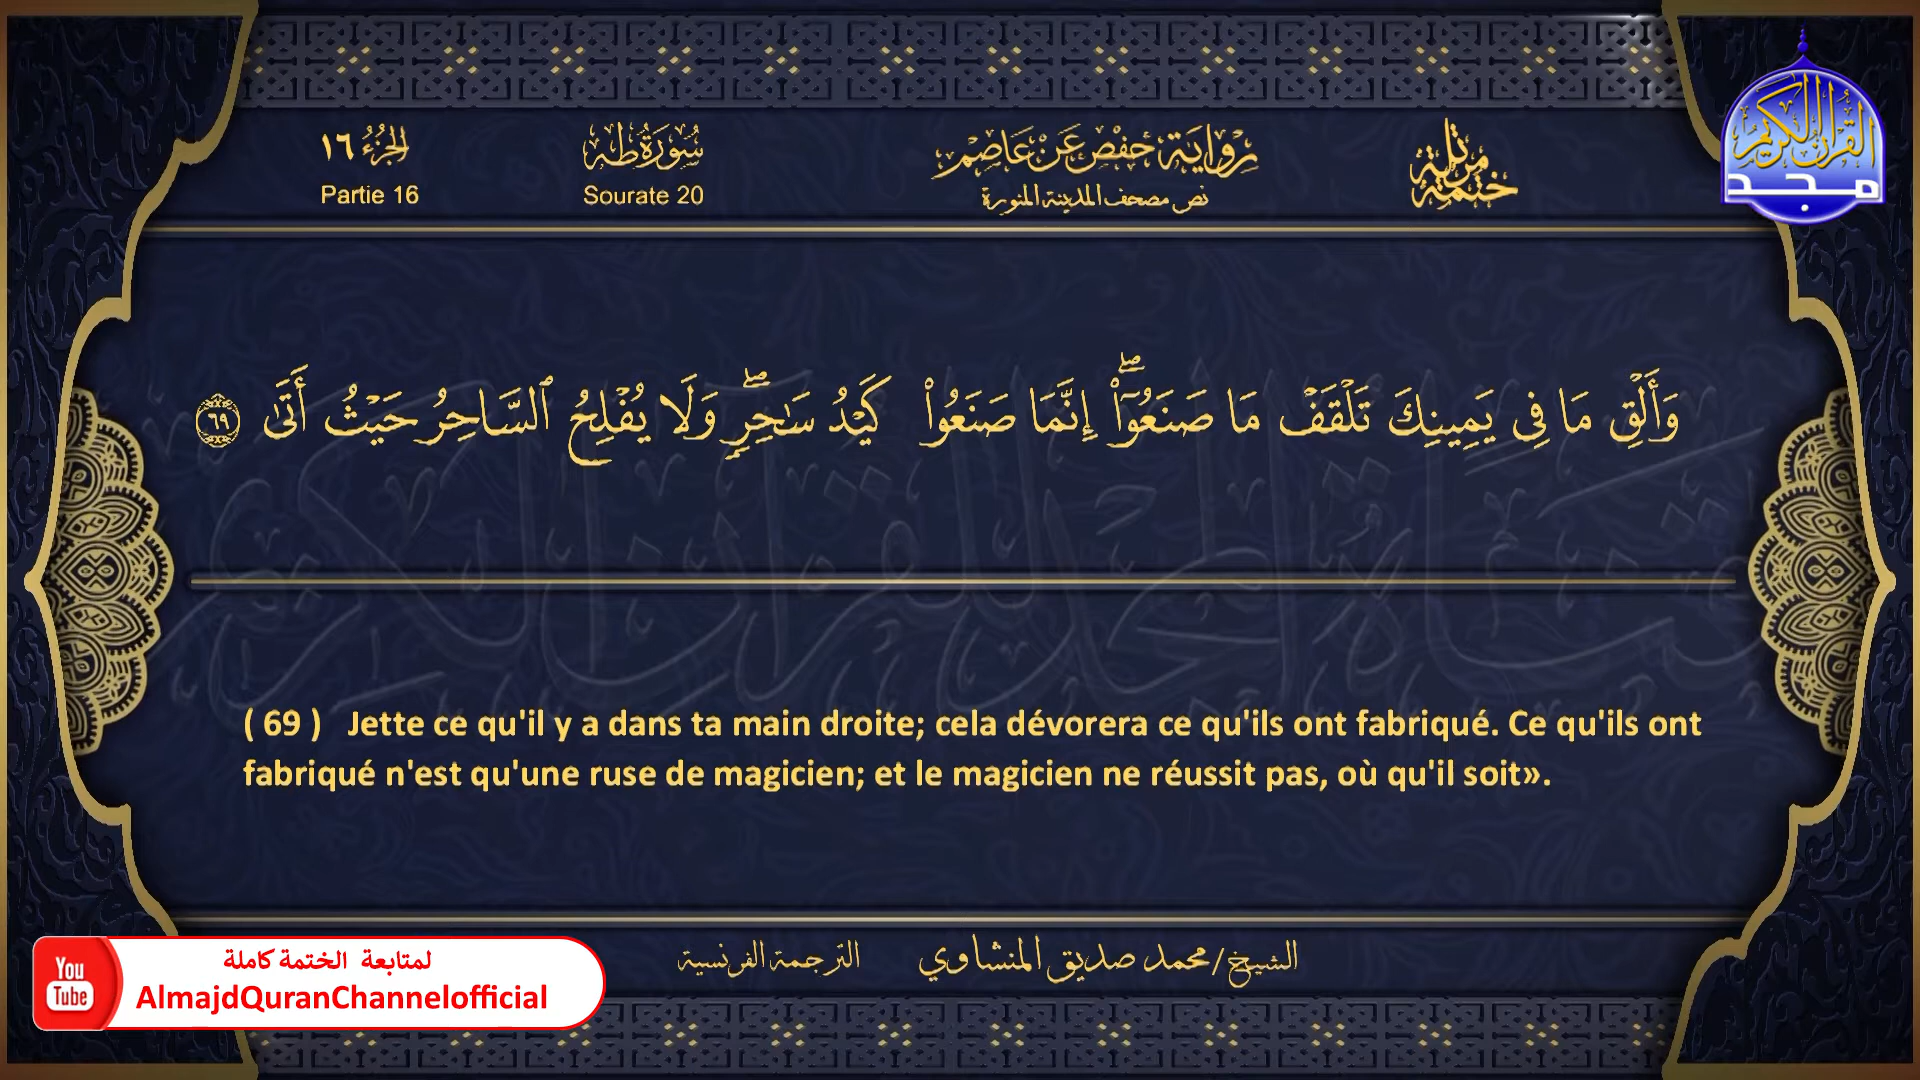 ختمة مرتلة
رواية حفص عن عاصم
نص مصحف المدينة المنورة
سورة طه
Sourate 20
الجزء ١٦
Partie 16
القرآن الكريم
مجد
وَأَلْقِ مَا فِي يَمِينِكَ تَلْقَفْ مَا صَنَعُوٓا۟ ۖ إِنَّمَا صَنَعُوا۟ كَيْدُ سَـٰحِرٍ ۖ وَلَا يُفْلِحُ ٱلسَّاحِرُ حَيْثُ أَتَىٰ ٦٩
( 69 ) Jette ce qu'il y a dans ta main droite; cela dévorera ce qu'ils ont fabriqué. Ce qu'ils ont
fabriqué n'est qu'une ruse de magicien; et le magicien ne réussit pas, où qu'il soit».
الشيخ / محمد صديق المنشاوي
الترجمة الفرنسية
You
Tube
لمتابعة الختمة كاملة
AlmajdQuranChannelofficial